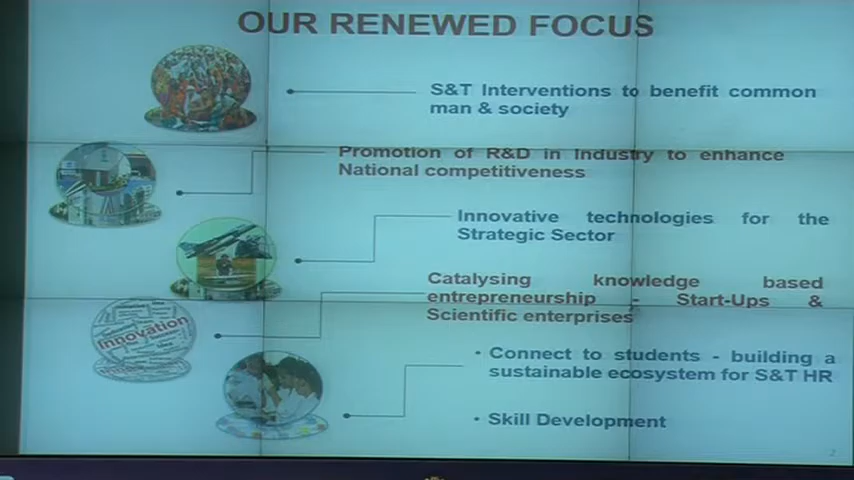 OUR RENEWED FOCUS
S&T Interventions to benefit common
man & society
Promotion of R&D in Industry to enhance
National competitiveness
Innovative technologies for the
Strategic Sector
Catalysing knowledge based
entrepreneurship - Start-Ups &
Scientific enterprises
Innovation
• Connect to students - building a
sustainable ecosystem for S&T HR
• Skill Development
2